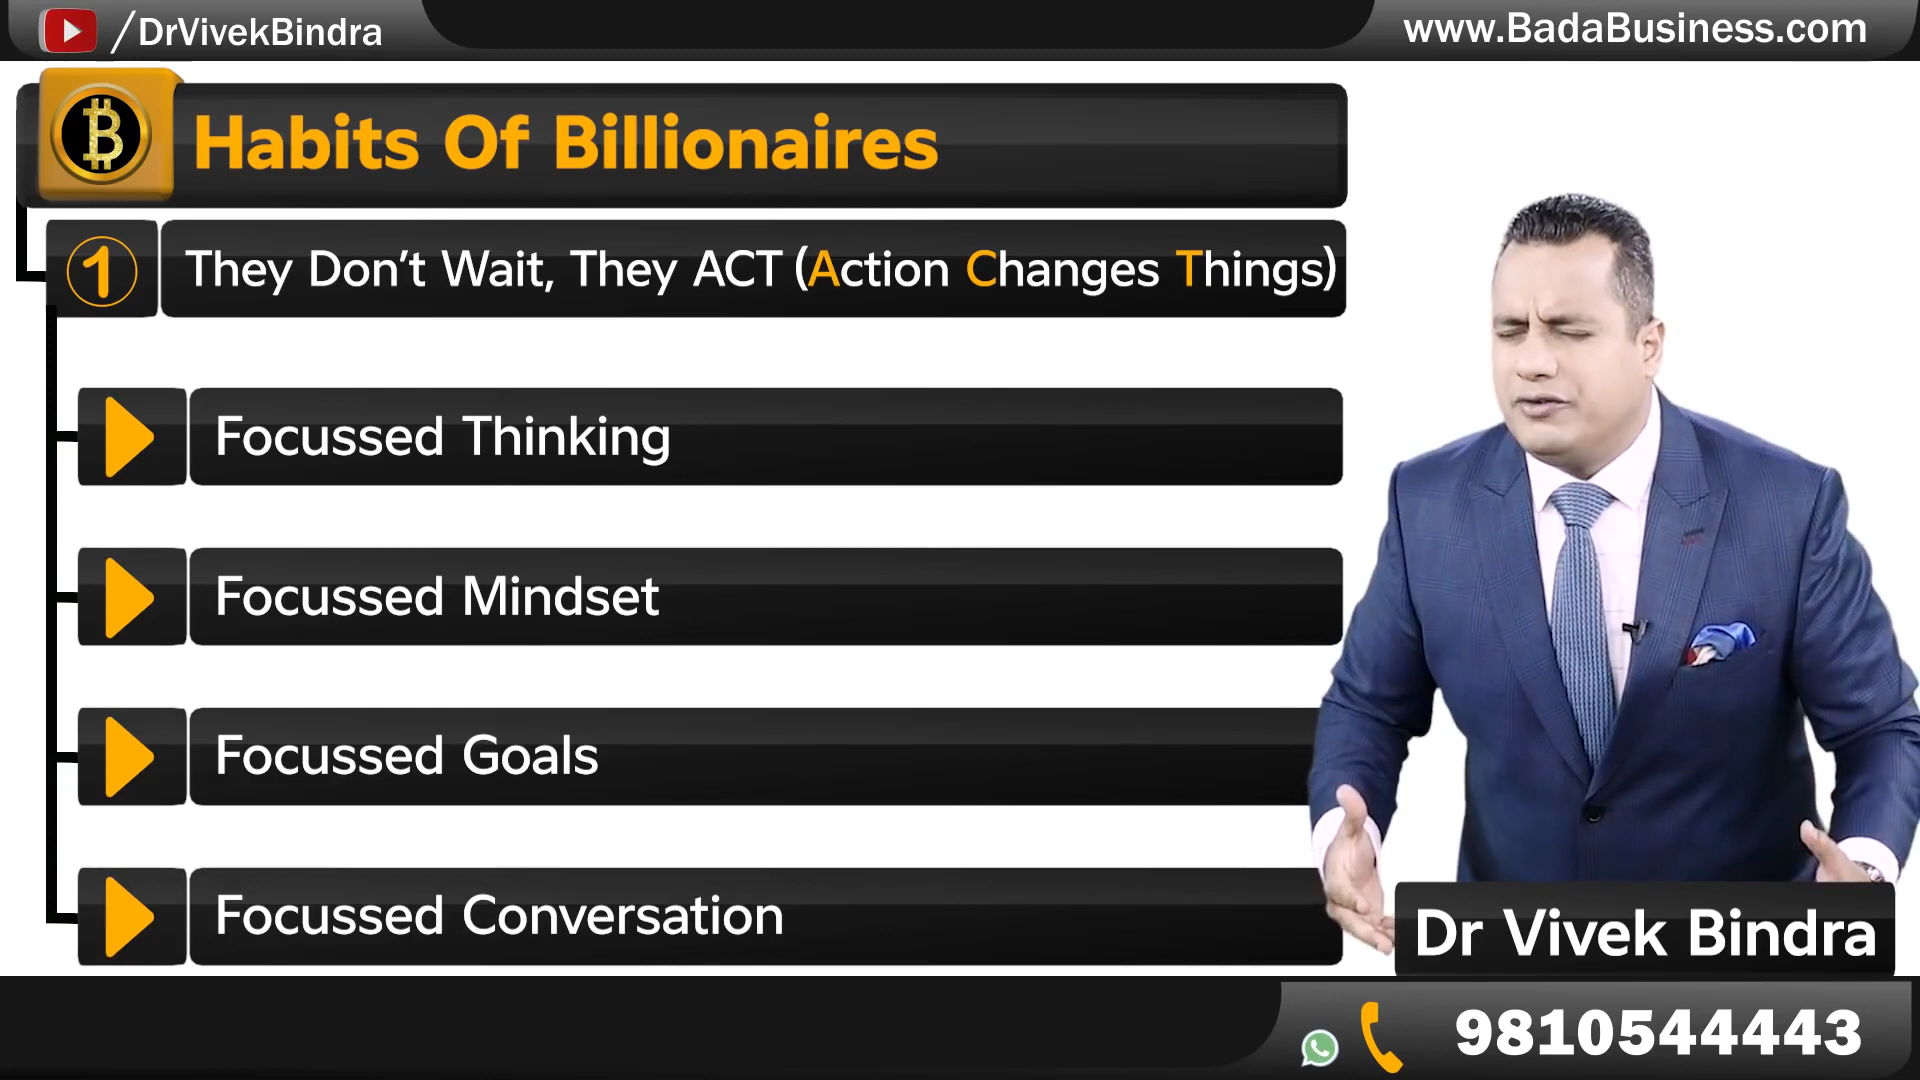 /DrVivekBindra
www.BadaBusiness.com
Habits Of Billionaires
1 They Don’t Wait, They ACT (Action Changes Things)
Focussed Thinking
Focussed Mindset
Focussed Goals
Focussed Conversation
Dr Vivek Bindra
9810544443